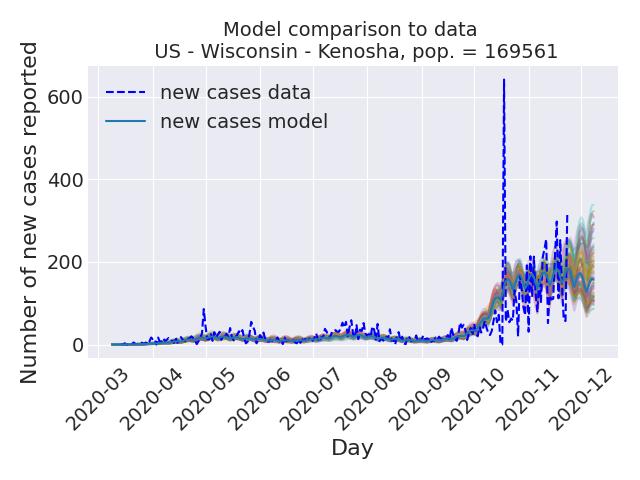 Model comparison to data
US - Wisconsin - Kenosha, pop. = 169561
Number of new cases reported
600
400
200
0
new cases data
new cases model
2020-03
2020-04
2020-05
2020-06
2020-07
2020-08
2020-09
2020-10
2020-11
2020-12
Day